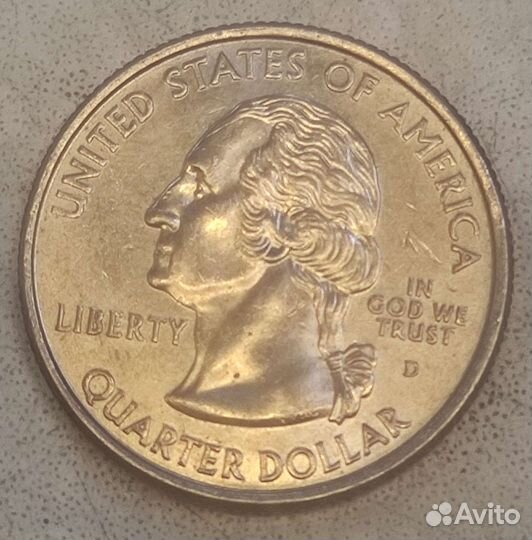 UNITED STATES OF AMERICA
LIBERTY
IN
GOD WE
TRUST
D
QUARTER DOLLAR
Avito